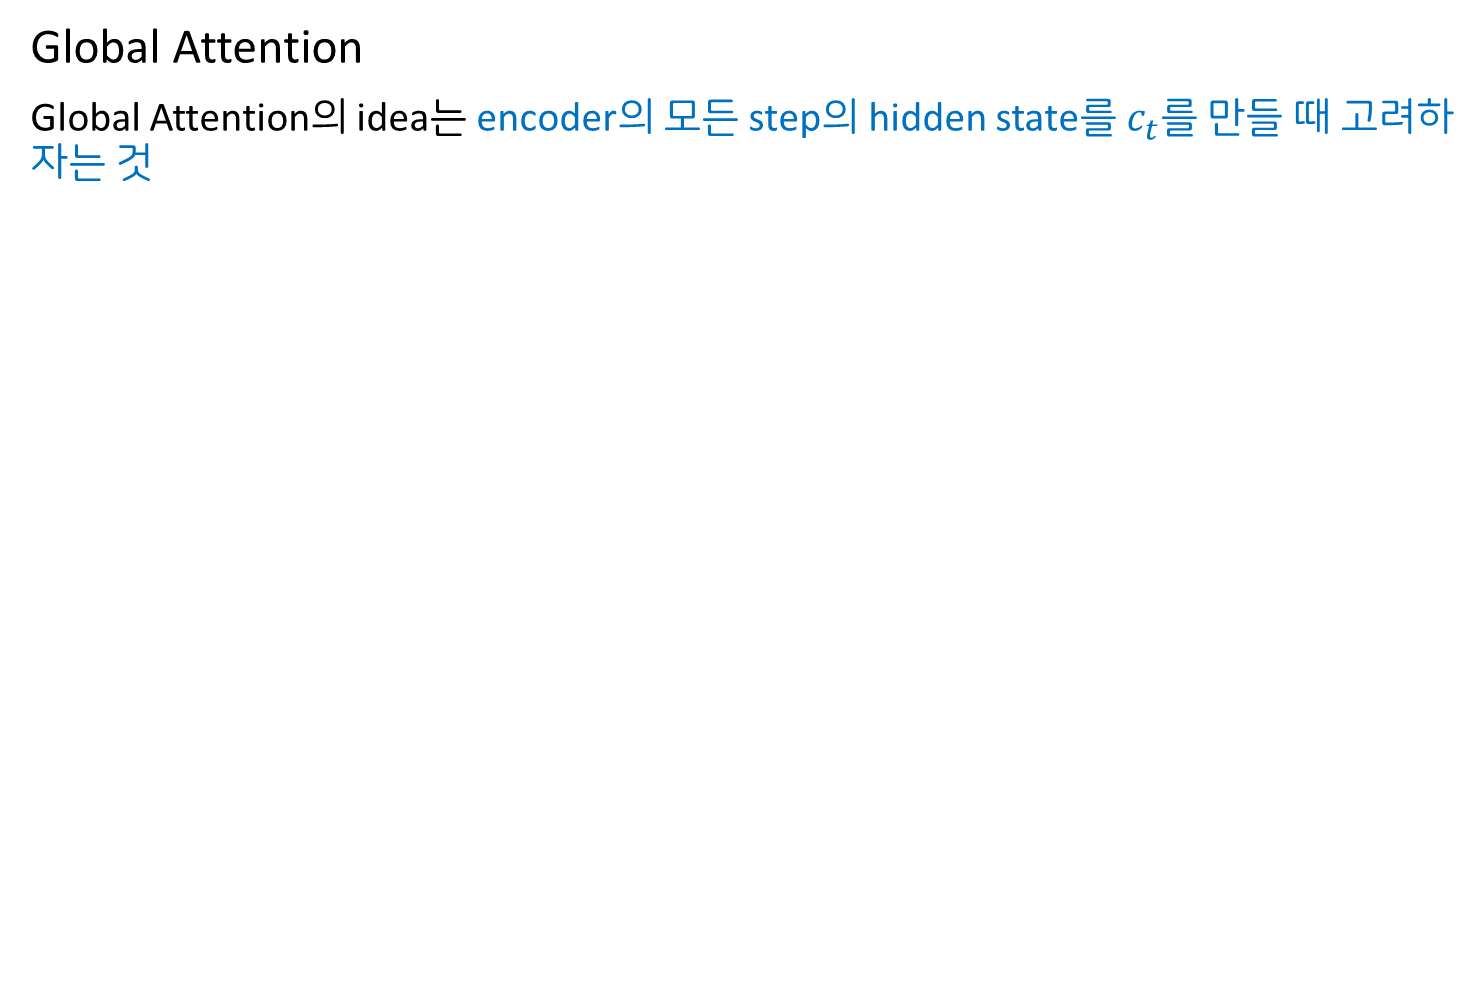 Global Attention
Global Attention의 idea는 encoder의 모든 step의 hidden state를 c_t를 만들 때 고려하
자는 것